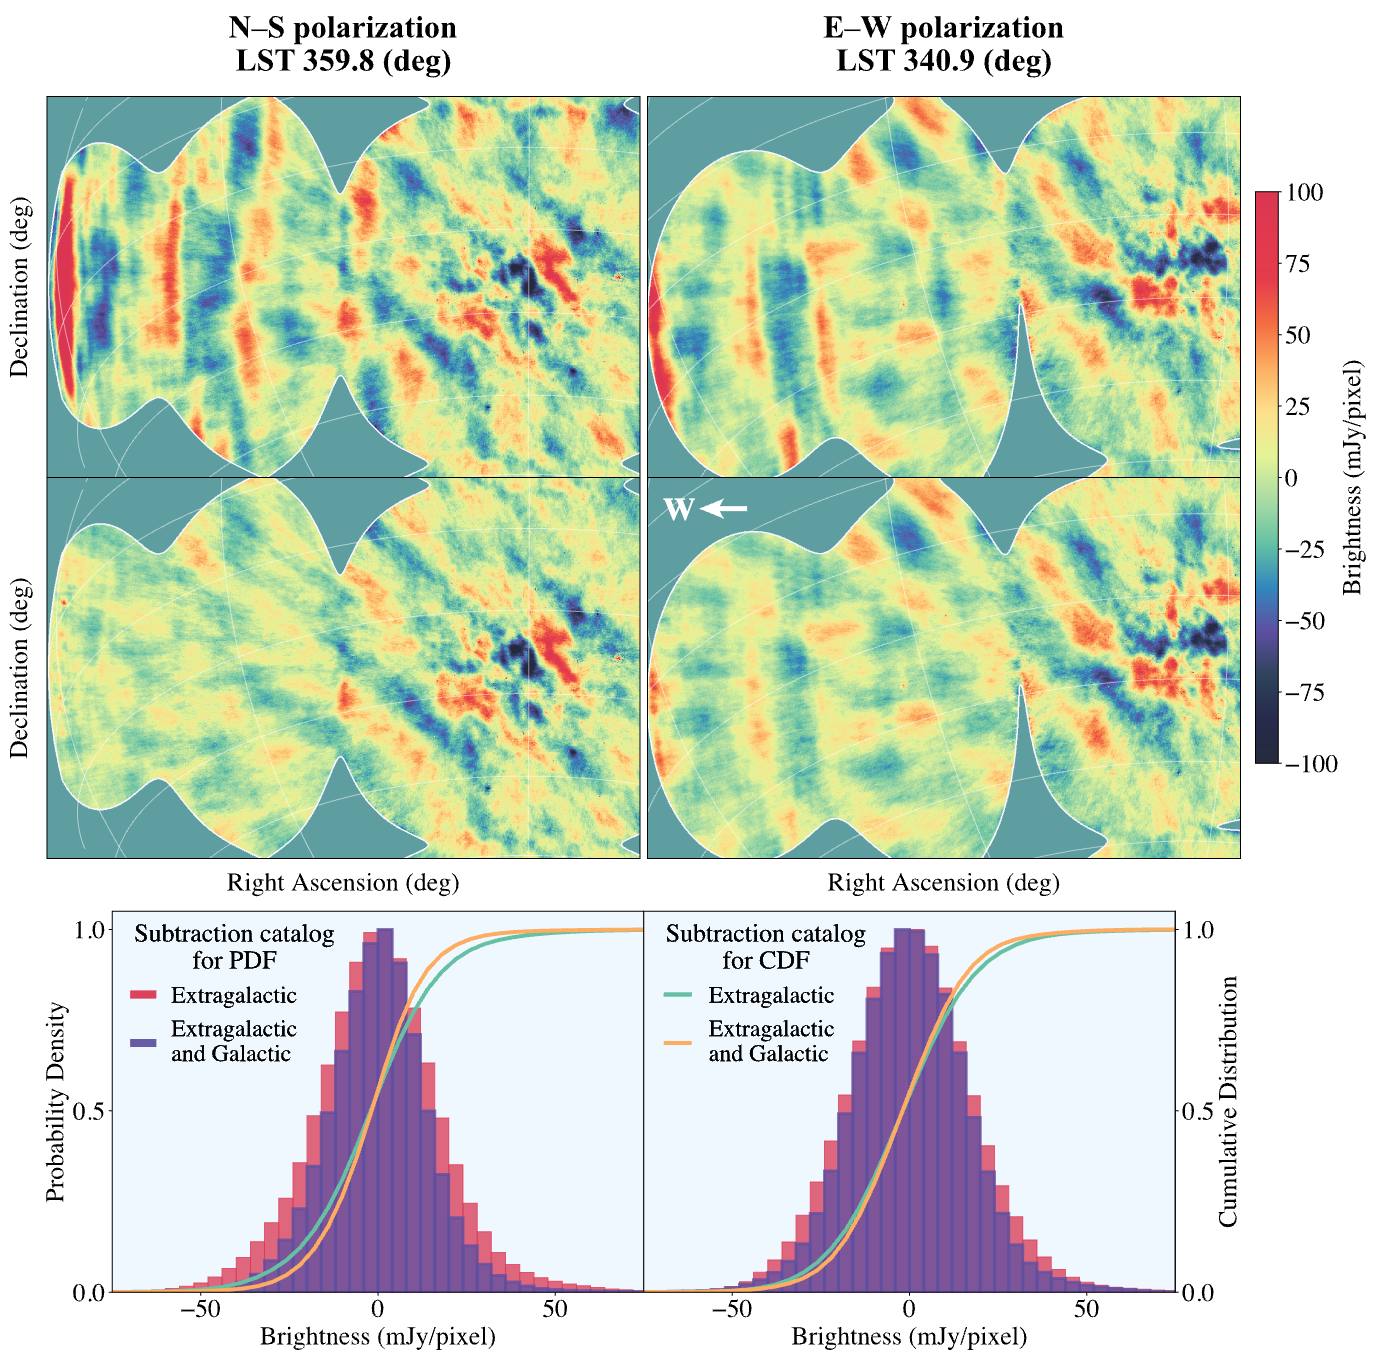 N–S polarization
LST 359.8 (deg)
E–W polarization
LST 340.9 (deg)
Declination (deg)
Declination (deg
W
Right Ascension (deg)
Right Ascension (deg)
100
75
50
25
0
−25
−50
−75
−100
Brightness (mJy/pixel)
1.0
0.5
0.0
Probability Density
Subtraction catalog
for PDF
Extragalactic
Extragalactic
and Galactic
−50
0
50
Brightness (mJy/pixel)
Subtraction catalog
for CDF
Extragalactic
Extragalactic
and Galactic
−50
0
50
Brightness (mJy/pixel)
1.0
0.5
0.0
Cumulative Distribution